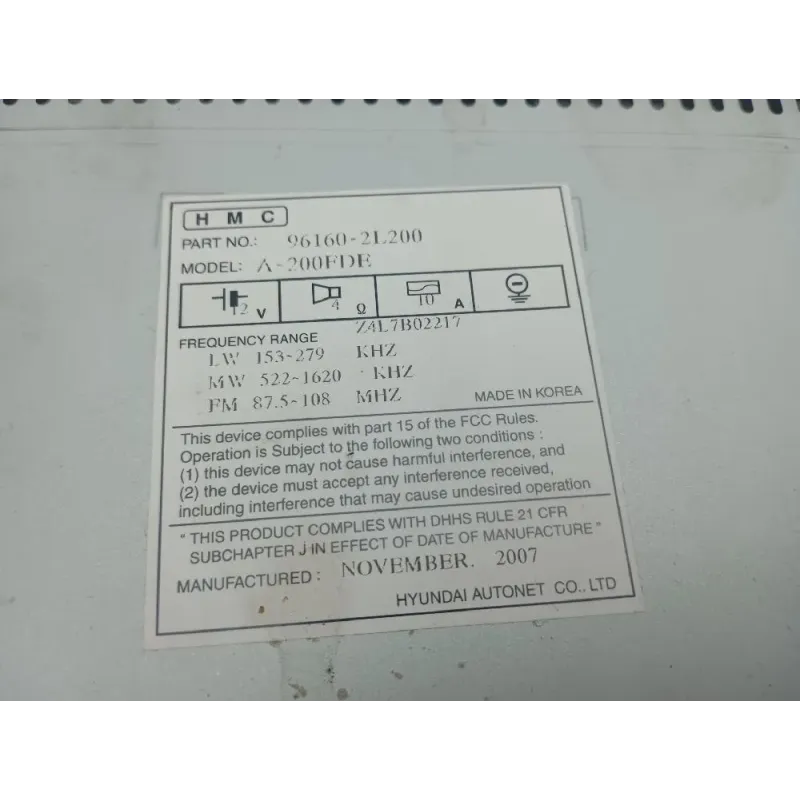 HMC
PART NO.: 96160-2L200
MODEL: A-200FDE
12 V 4 Ω 10 A
Z4L7B02217
FREQUENCY RANGE
LW 153-279 KHZ
MW 522~1620 KHZ
FM 87.5-108 MHZ
MADE IN KOREA
This device complies with part 15 of the FCC Rules.
Operation is Subject to the following two conditions :
(1) this device may not cause harmful interference, and
(2) the device must accept any interference received,
including interference that may cause undesired operation
" THIS PRODUCT COMPLIES WITH DHHS RULE 21 CFR
SUBCHAPTER J IN EFFECT OF DATE OF MANUFACTURE "
MANUFACTURED : NOVEMBER. 2007
HYUNDAI AUTONET CO., LTD